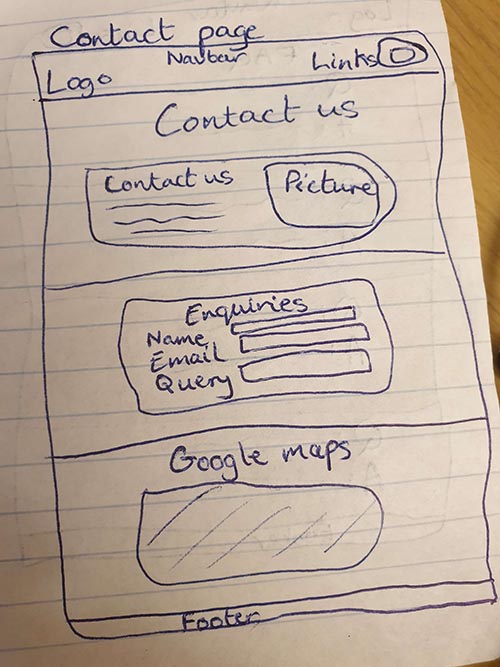 Contact page
Navbar
Logo
Links
Contact us
Contact us
Picture
Enquiries
Name
Email
Query
Google maps
Footer